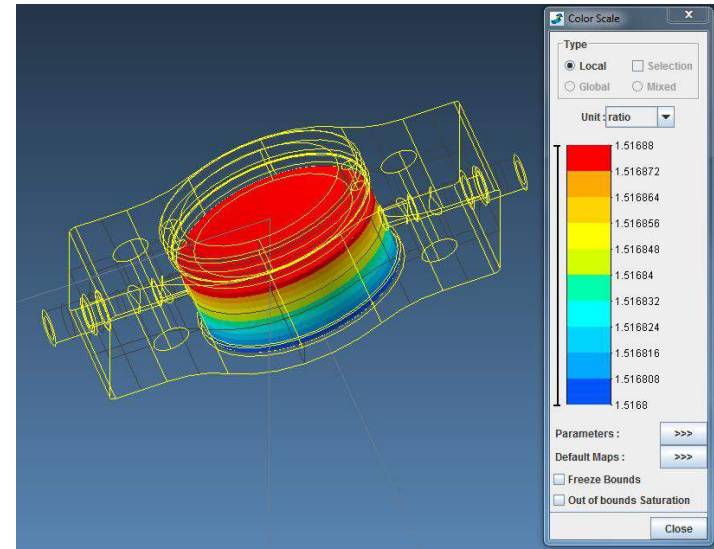 Color Scale
Type
Local
Selection
Global
Mixed
Unit : ratio
1.51688
1.516872
1.516864
1.516856
1.516848
1.51684
1.516832
1.516824
1.516816
1.516808
1.5168
Parameters :
>>>
Default Maps :
>>>
Freeze Bounds
Out of bounds Saturation
Close